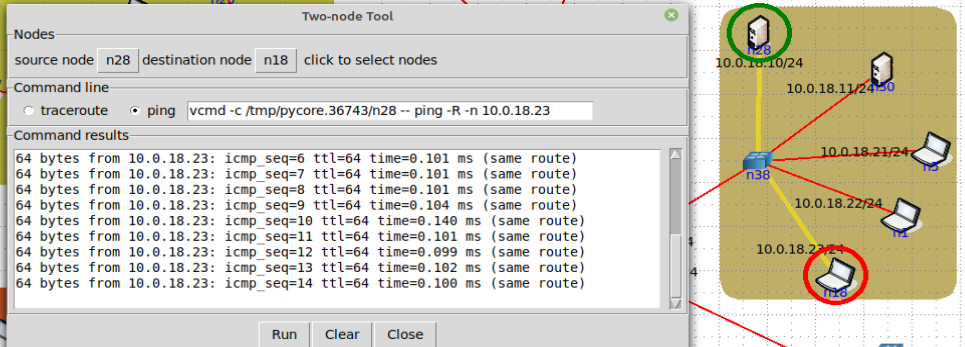 Two-node Tool
Nodes
source node n28 destination node n18 click to select nodes
Command line
traceroute ping vcmd -c /tmp/pycore.36743/n28 -- ping -R -n 10.0.18.23
Command results
64 bytes from 10.0.18.23: icmp_seq=6 ttl=64 time=0.101 ms (same route)
64 bytes from 10.0.18.23: icmp_seq=7 ttl=64 time=0.101 ms (same route)
64 bytes from 10.0.18.23: icmp_seq=8 ttl=64 time=0.101 ms (same route)
64 bytes from 10.0.18.23: icmp_seq=9 ttl=64 time=0.104 ms (same route)
64 bytes from 10.0.18.23: icmp_seq=10 ttl=64 time=0.140 ms (same route)
64 bytes from 10.0.18.23: icmp_seq=11 ttl=64 time=0.101 ms (same route)
64 bytes from 10.0.18.23: icmp_seq=12 ttl=64 time=0.099 ms (same route)
64 bytes from 10.0.18.23: icmp_seq=13 ttl=64 time=0.102 ms (same route)
64 bytes from 10.0.18.23: icmp_seq=14 ttl=64 time=0.100 ms (same route)
Run Clear Close
n28
10.0.18.10/24
10.0.18.11/24
n30
10.0.18.21/24
n3
n38
10.0.18.22/24
n1
10.0.18.23/24
n18